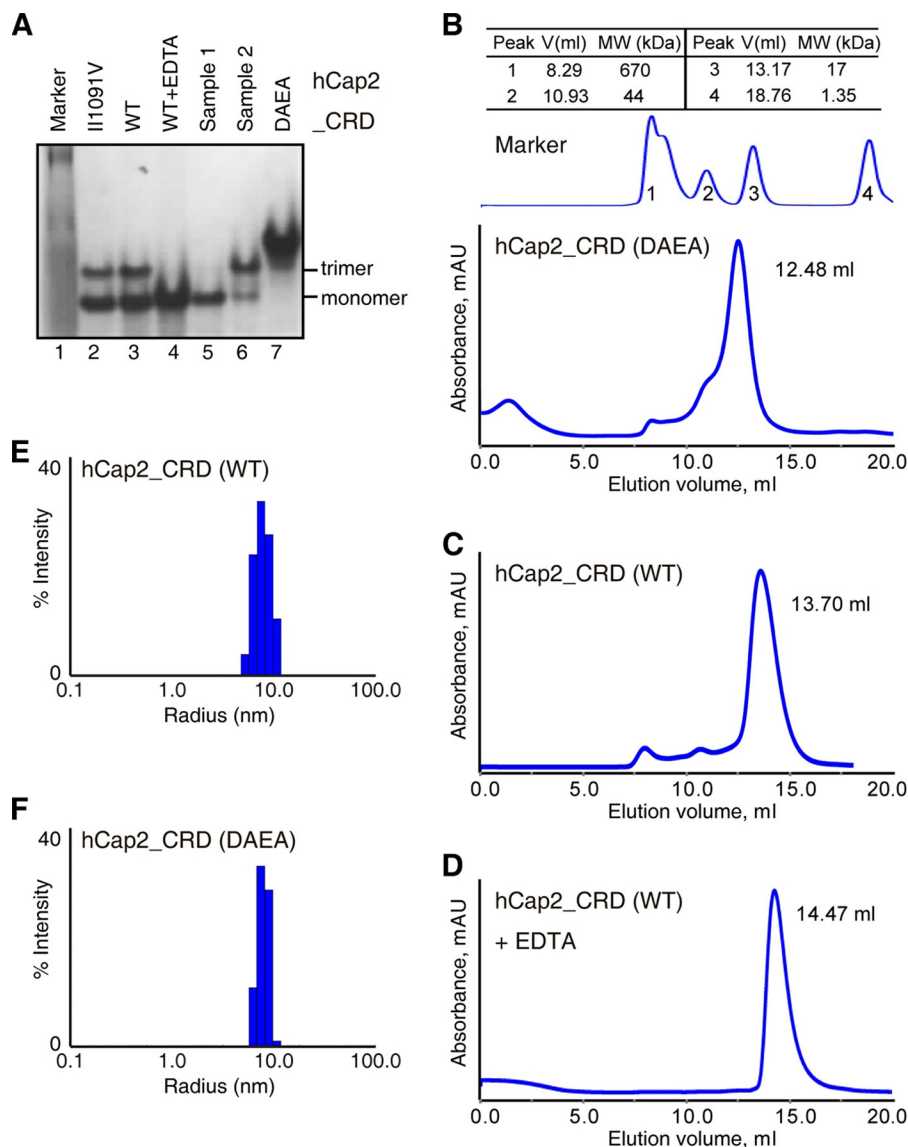 A
Marker
II1091V
WT
WT+EDTA
Sample 1
Sample 2
DAEA
hCap2
_CRD
trimer
monomer
1 2 3 4 5 6 7
B
Peak V(ml) MW (kDa) Peak V(ml) MW (kDa)
1 8.29 670 3 13.17 17
2 10.93 44 4 18.76 1.35
Marker
1 2 3 4
hCap2_CRD (DAEA)
12.48 ml
Absorbance, mAU
0.0 5.0 10.0 15.0 20.0
Elution volume, ml
C
hCap2_CRD (WT)
13.70 ml
Absorbance, mAU
0.0 5.0 10.0 15.0 20.0
Elution volume, ml
D
hCap2_CRD (WT)
+ EDTA
14.47 ml
Absorbance, mAU
0.0 5.0 10.0 15.0 20.0
Elution volume, ml
E
40
hCap2_CRD (WT)
% Intensity
0
0.1 1.0 10.0 100.0
Radius (nm)
F
40
hCap2_CRD (DAEA)
% Intensity
0
0.1 1.0 10.0 100.0
Radius (nm)